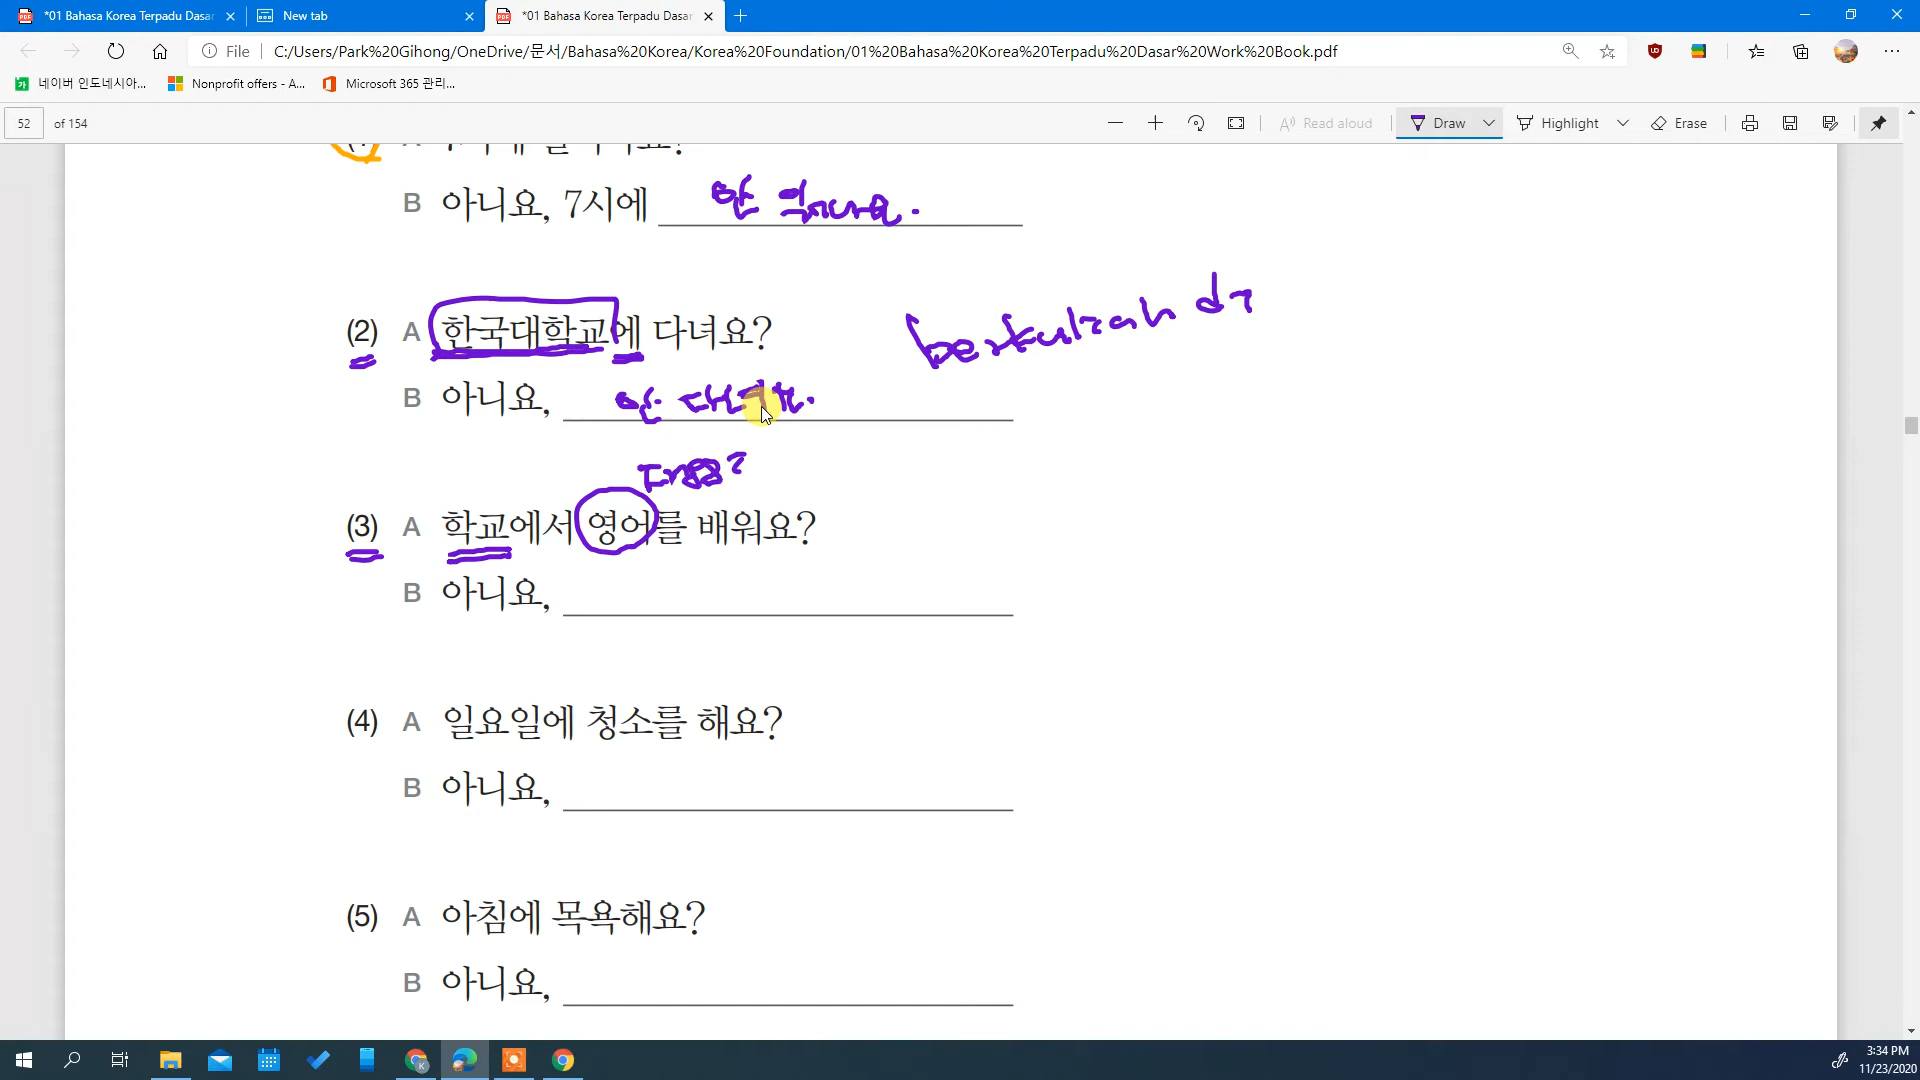 *01 Bahasa Korea Terpadu Dasar
New tab
*01 Bahasa Korea Terpadu Dasar
File C:/Users/Park%20Gihong/OneDrive/문서/Bahasa%20Korea/Korea%20Foundation/01%20Bahasa%20Korea%20Terpadu%20Dasar%20Work%20Book.pdf
네이버 인도네시아어...
Nonprofit offers - A...
Microsoft 365 관리...
52 of 154
Read aloud
Draw
Highlight
Erase
B 아니요, 7시에 안 일어나요.
(2) A 한국대학교에 다녀요?
berkuliah di
B 아니요, 안 다녀요.
(3) A 학교에서 영어를 배워요?
B 아니요,
(4) A 일요일에 청소를 해요?
B 아니요,
(5) A 아침에 목욕해요?
B 아니요,
3:34 PM
11/23/2020